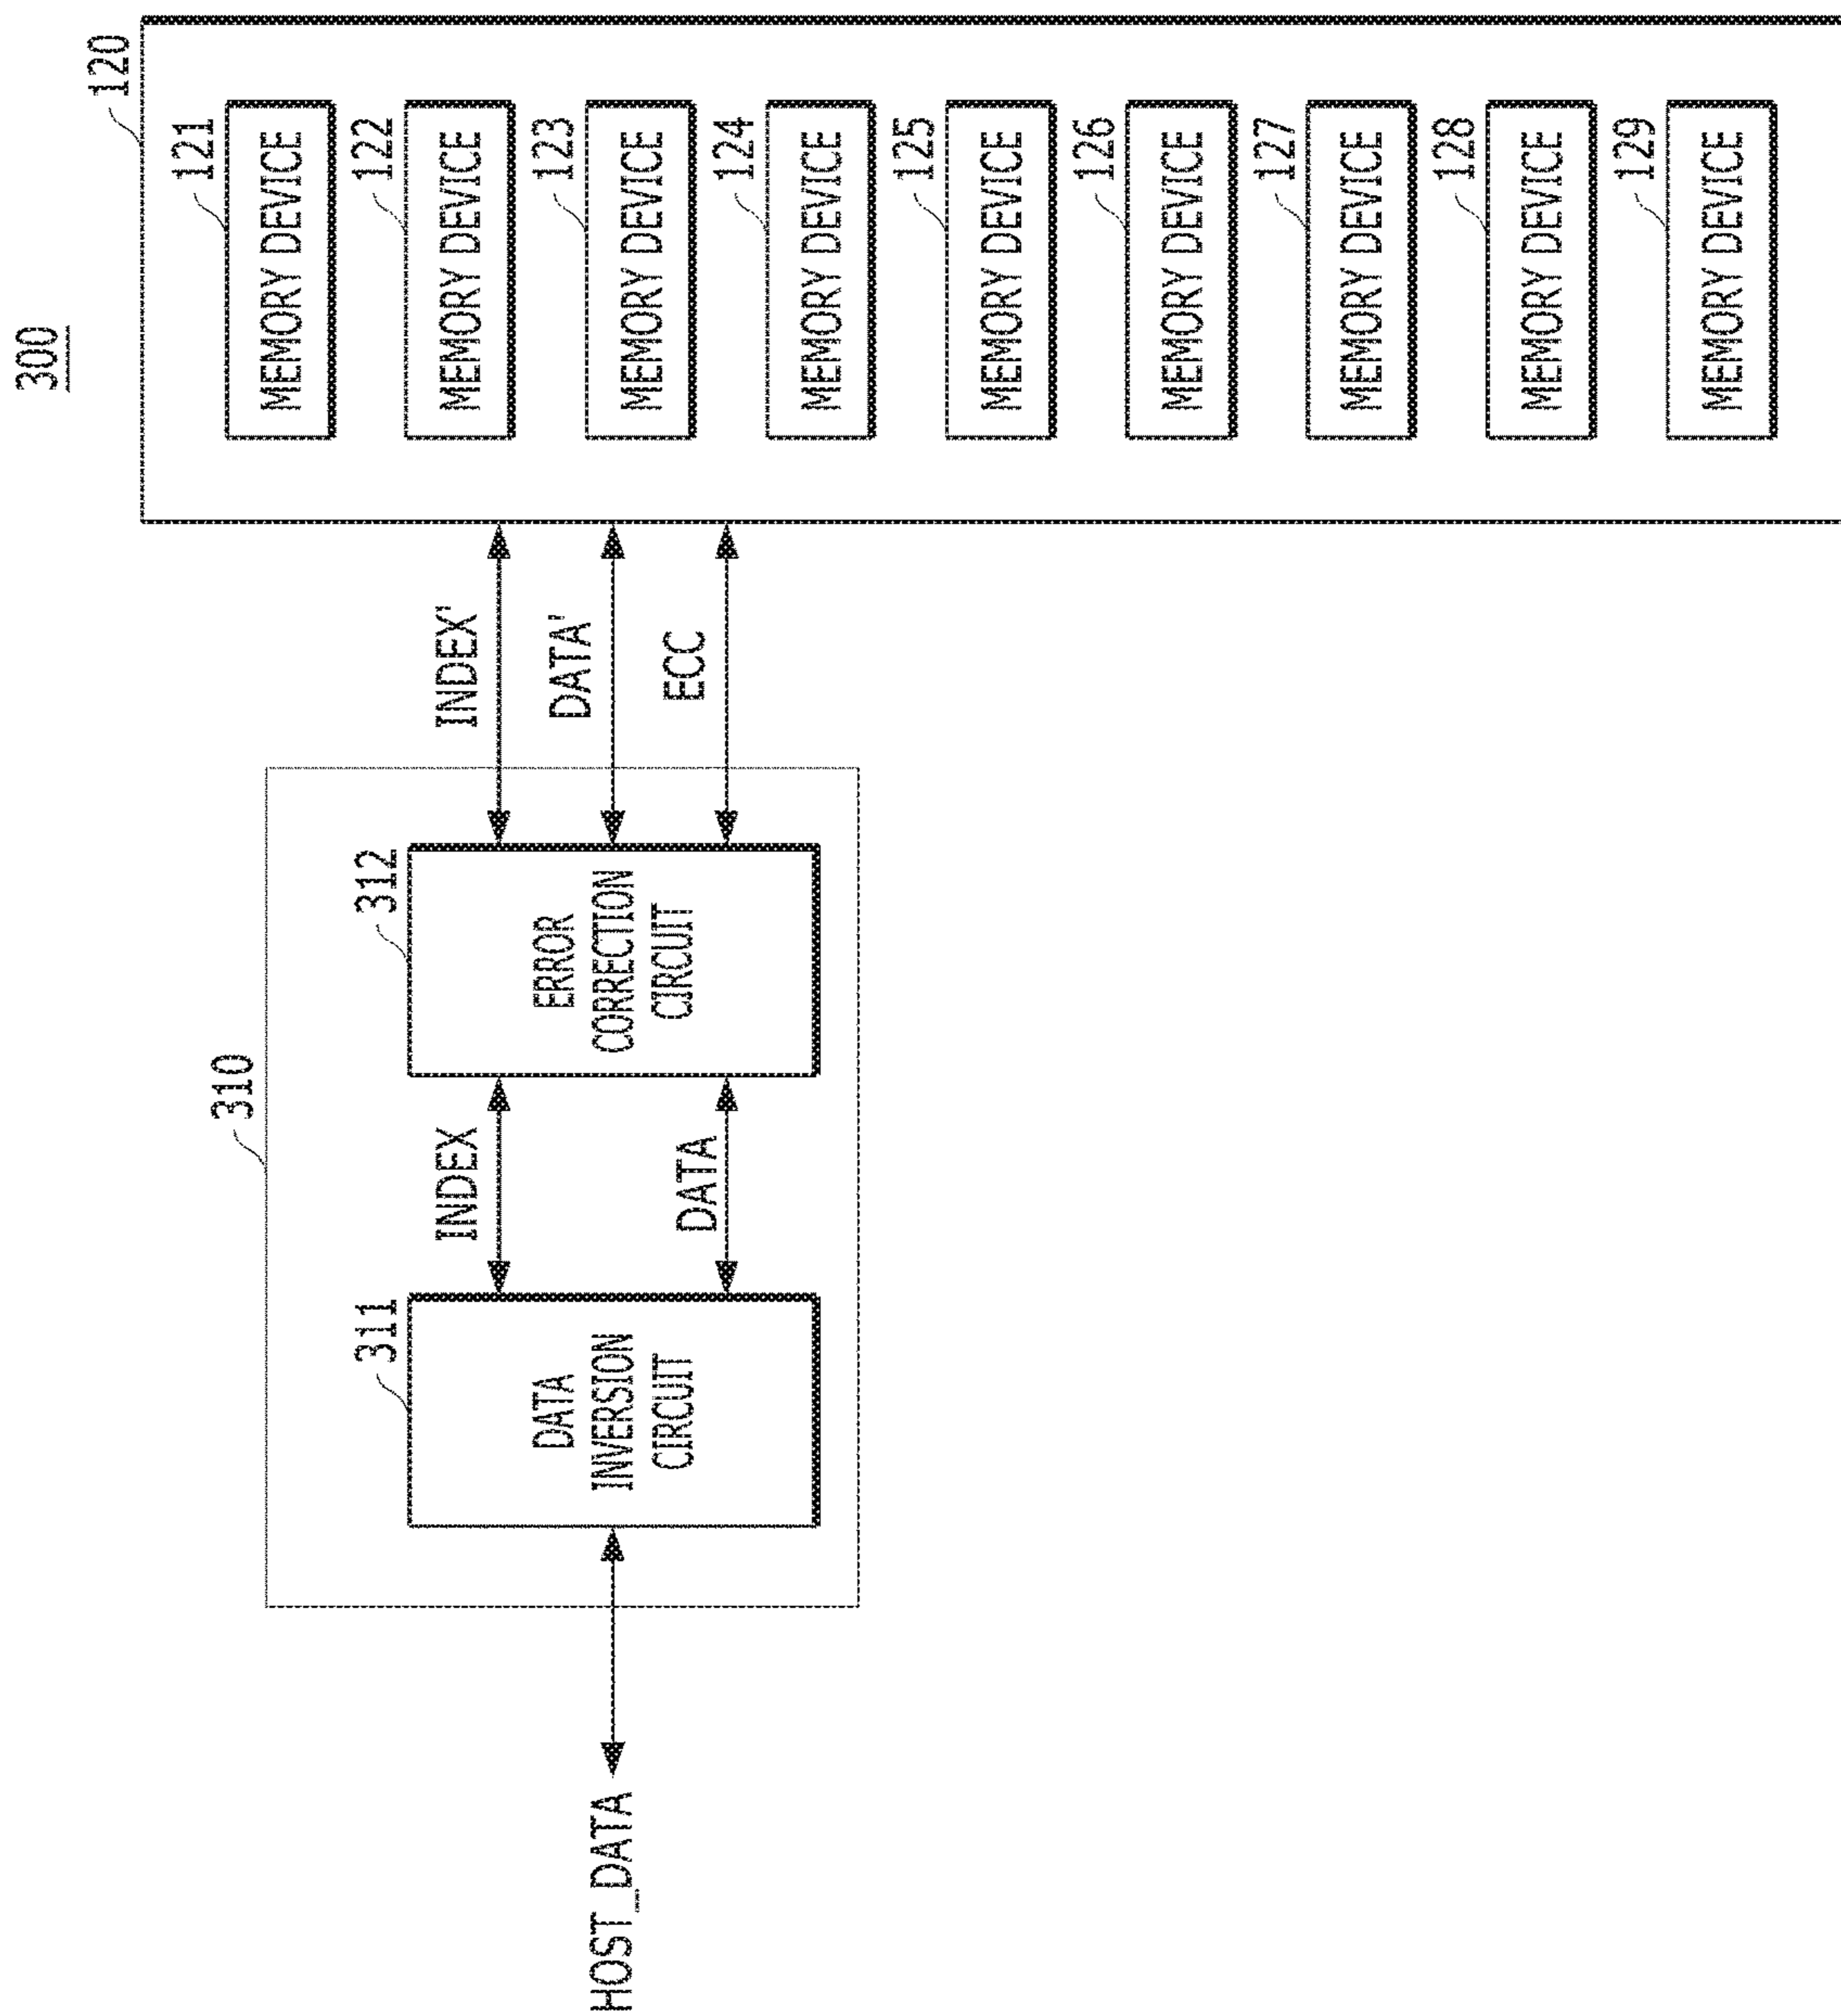 300
310
120
HOST_DATA
311
DATA
INVERSION
CIRCUIT
INDEX
DATA
312
ERROR
CORRECTION
CIRCUIT
INDEX'
DATA'
ECC
121
MEMORY DEVICE
122
MEMORY DEVICE
123
MEMORY DEVICE
124
MEMORY DEVICE
125
MEMORY DEVICE
126
MEMORY DEVICE
127
MEMORY DEVICE
128
MEMORY DEVICE
129
MEMORY DEVICE